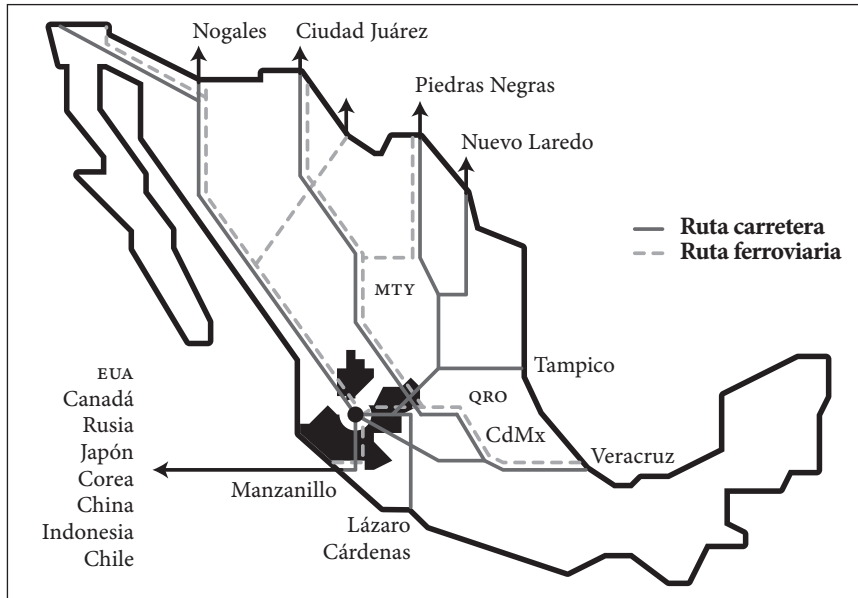 Nogales
Ciudad Juárez
Piedras Negras
Nuevo Laredo
Ruta carretera
Ruta ferroviaria
MTY
Tampico
QRO
CdMx
Veracruz
EUA
Canadá
Rusia
Japón
Corea
China
Indonesia
Chile
Manzanillo
Lázaro
Cárdenas